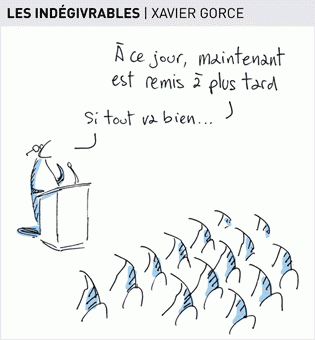 LES INDÉGIVRABLES | XAVIER GORCE
À ce jour, maintenant
est remis à plus tard
Si tout va bien...